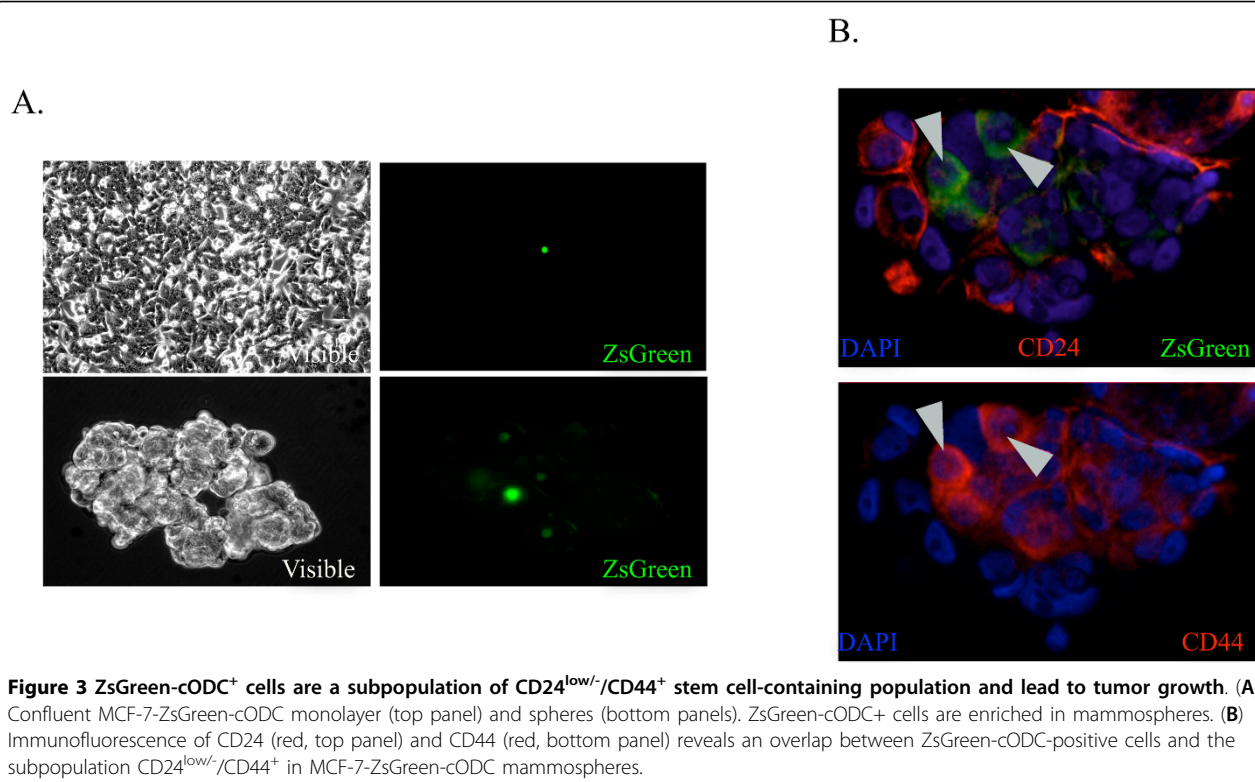 B.
A.
Visible
ZsGreen
Visible
ZsGreen
DAPI
CD24
ZsGreen
DAPI
CD44
Figure 3 ZsGreen-cODC+ cells are a subpopulation of CD24low/-/CD44+ stem cell-containing population and lead to tumor growth. (A
Confluent MCF-7-ZsGreen-cODC monolayer (top panel) and spheres (bottom panels). ZsGreen-cODC+ cells are enriched in mammospheres. (B)
Immunofluorescence of CD24 (red, top panel) and CD44 (red, bottom panel) reveals an overlap between ZsGreen-cODC-positive cells and the
subpopulation CD24low/-/CD44+ in MCF-7-ZsGreen-cODC mammospheres.